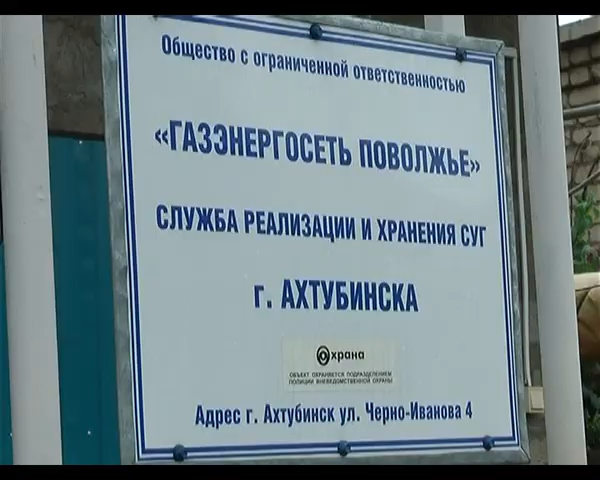 Общество с ограниченной ответственностью
«ГАЗЭНЕРГОСЕТЬ ПОВОЛЖЬЕ»
СЛУЖБА РЕАЛИЗАЦИИ И ХРАНЕНИЯ СУГ
г. АХТУБИНСКА
Охрана
ОБЪЕКТ ОХРАНЯЕТСЯ ПОДРАЗДЕЛЕНИЕМ
ПОЛИЦИИ ВНЕВЕДОМСТВЕННОЙ ОХРАНЫ
Адрес г. Ахтубинск ул. Черно-Иванова 4